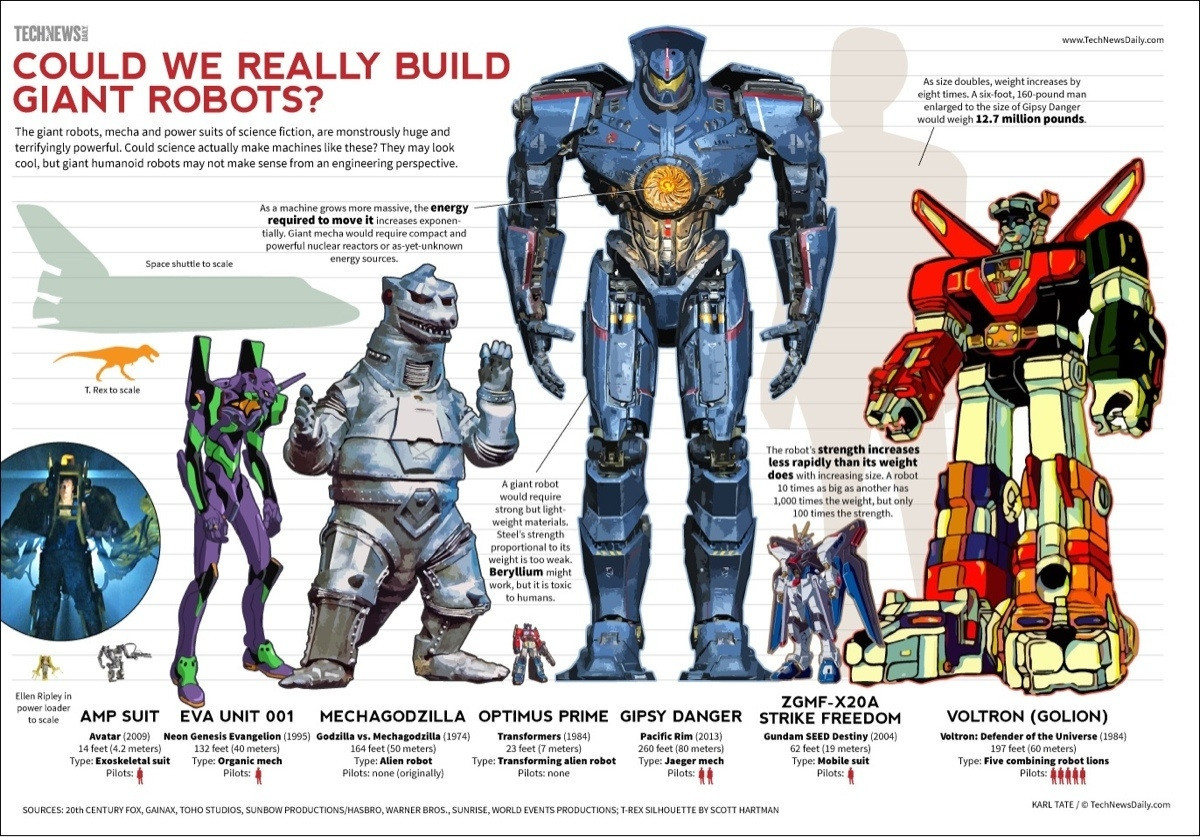 TECHNEWS DAILY
www.TechNewsDaily.com
COULD WE REALLY BUILD
GIANT ROBOTS?
The giant robots, mecha and power suits of science fiction, are monstrously huge and
terrifyingly powerful. Could science actually make machines like these? They may look
cool, but giant humanoid robots may not make sense from an engineering perspective.
As size doubles, weight increases by
eight times. A six-foot, 160-pound man
enlarged to the size of Gipsy Danger
would weigh 12.7 million pounds.
As a machine grows more massive, the energy
required to move it increases exponen-
tially. Giant mecha would require compact and
powerful nuclear reactors or as-yet-unknown
energy sources.
Space shuttle to scale
T. Rex to scale
The robot's strength increases
less rapidly than its weight
does with increasing size. A robot
10 times as big as another has
1,000 times the weight, but only
100 times the strength.
A giant robot
would require
strong but light-
weight materials.
Steel's strength
proportional to its
weight is too weak.
Beryllium might
work, but it is toxic
to humans.
Ellen Ripley in
power loader
to scale
AMP SUIT
Avatar (2009)
14 feet (4.2 meters)
Type: Exoskeletal suit
Pilots:
EVA UNIT 001
Neon Genesis Evangelion (1995)
132 feet (40 meters)
Type: Organic mech
Pilots:
MECHAGODZILLA
Godzilla vs. Mechagodzilla (1974)
164 feet (50 meters)
Type: Alien robot
Pilots: none (originally)
OPTIMUS PRIME
Transformers (1984)
23 feet (7 meters)
Type: Transforming alien robot
Pilots: none
GIPSY DANGER
Pacific Rim (2013)
260 feet (80 meters)
Type: Jaeger mech
Pilots:
ZGMF-X20A
STRIKE FREEDOM
Gundam SEED Destiny (2004)
62 feet (19 meters)
Type: Mobile suit
Pilots:
VOLTRON (GOLION)
Voltron: Defender of the Universe (1984)
197 feet (60 meters)
Type: Five combining robot lions
Pilots:
SOURCES: 20th CENTURY FOX, GAINAX, TOHO STUDIOS, SUNBOW PRODUCTIONS/HASBRO, WARNER BROS., SUNRISE, WORLD EVENTS PRODUCTIONS; T-REX SILHOUETTE BY SCOTT HARTMAN
KARL TATE / © TechNewsDaily.com